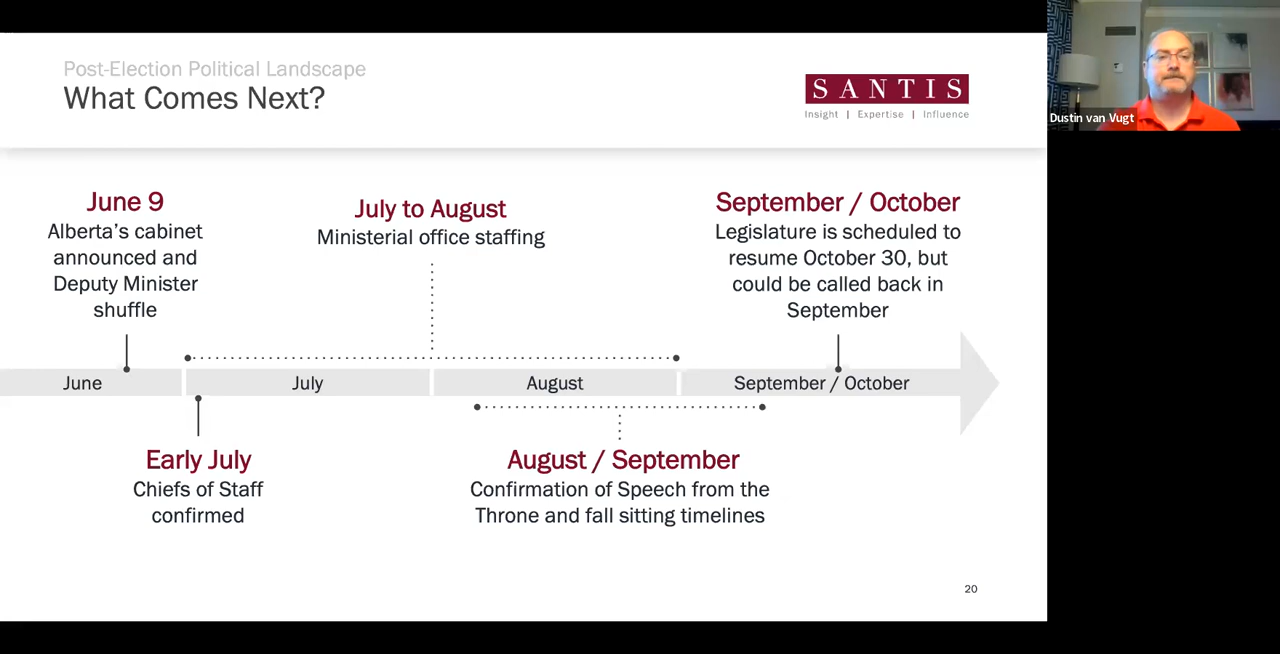 Post-Election Political Landscape
What Comes Next?
SANTIS
Insight | Expertise | Influence
Dustin van Vugt
June 9
Alberta's cabinet
announced and
Deputy Minister
shuffle
July to August
Ministerial office staffing
September / October
Legislature is scheduled to
resume October 30, but
could be called back in
September
June
July
August
September / October
Early July
Chiefs of Staff
confirmed
August / September
Confirmation of Speech from the
Throne and fall sitting timelines
20